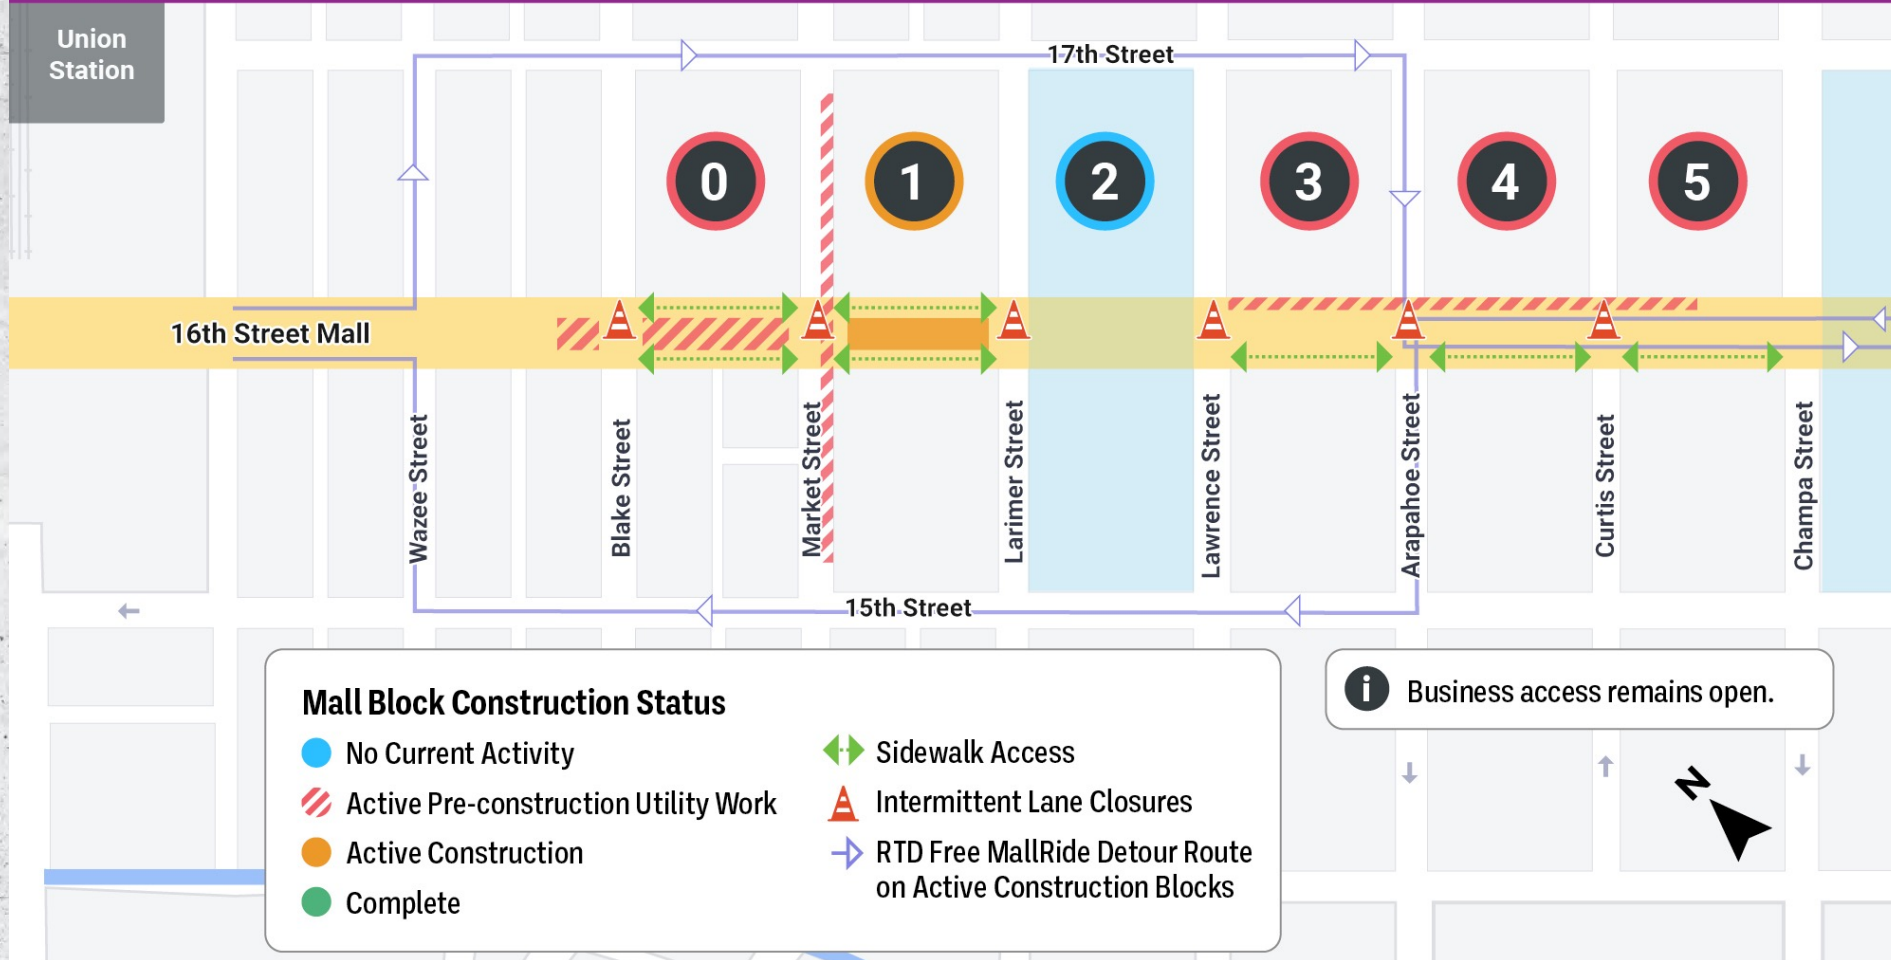 Union
Station
17th Street
0
1
2
3
4
5
16th Street Mall
Wazee Street
Blake Street
Market Street
Larimer Street
Lawrence Street
Arapahoe Street
Curtis Street
Champa Street
15th Street
Mall Block Construction Status
No Current Activity
Active Pre-construction Utility Work
Active Construction
Complete
Sidewalk Access
Intermittent Lane Closures
RTD Free MallRide Detour Route
on Active Construction Blocks
i Business access remains open.
N